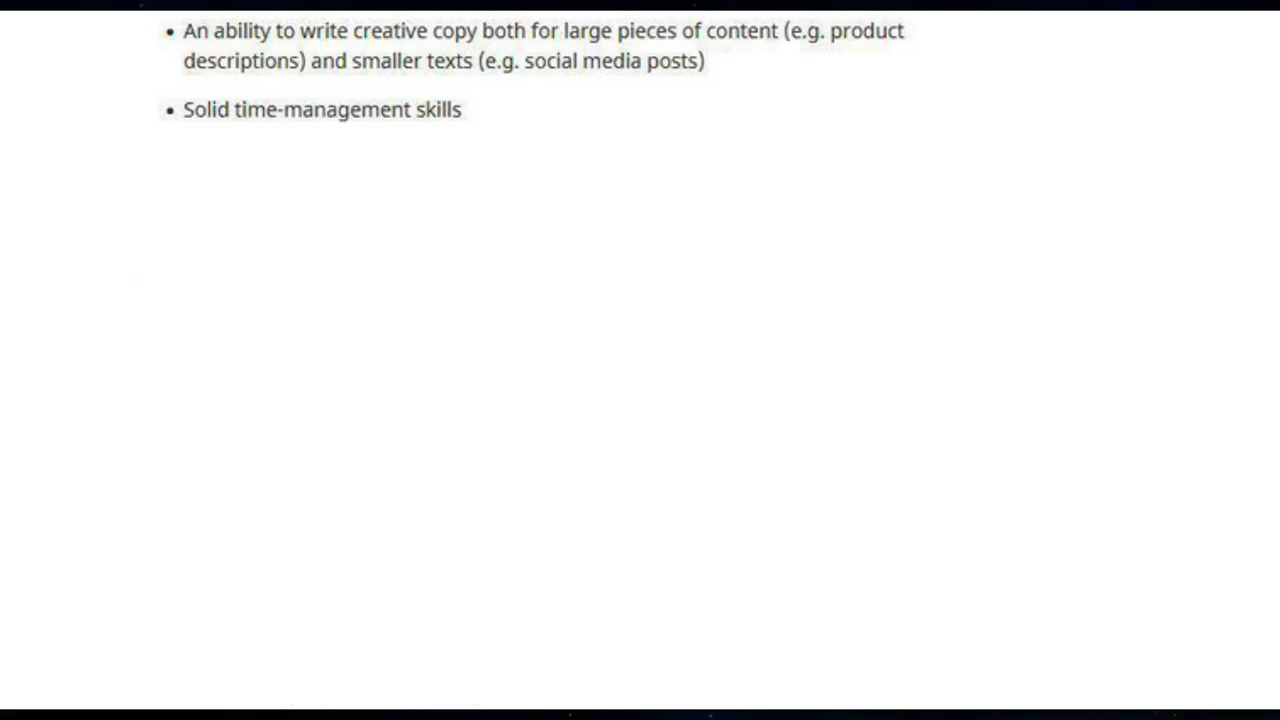 • An ability to write creative copy both for large pieces of content (e.g. product
descriptions) and smaller texts (e.g. social media posts)
• Solid time-management skills